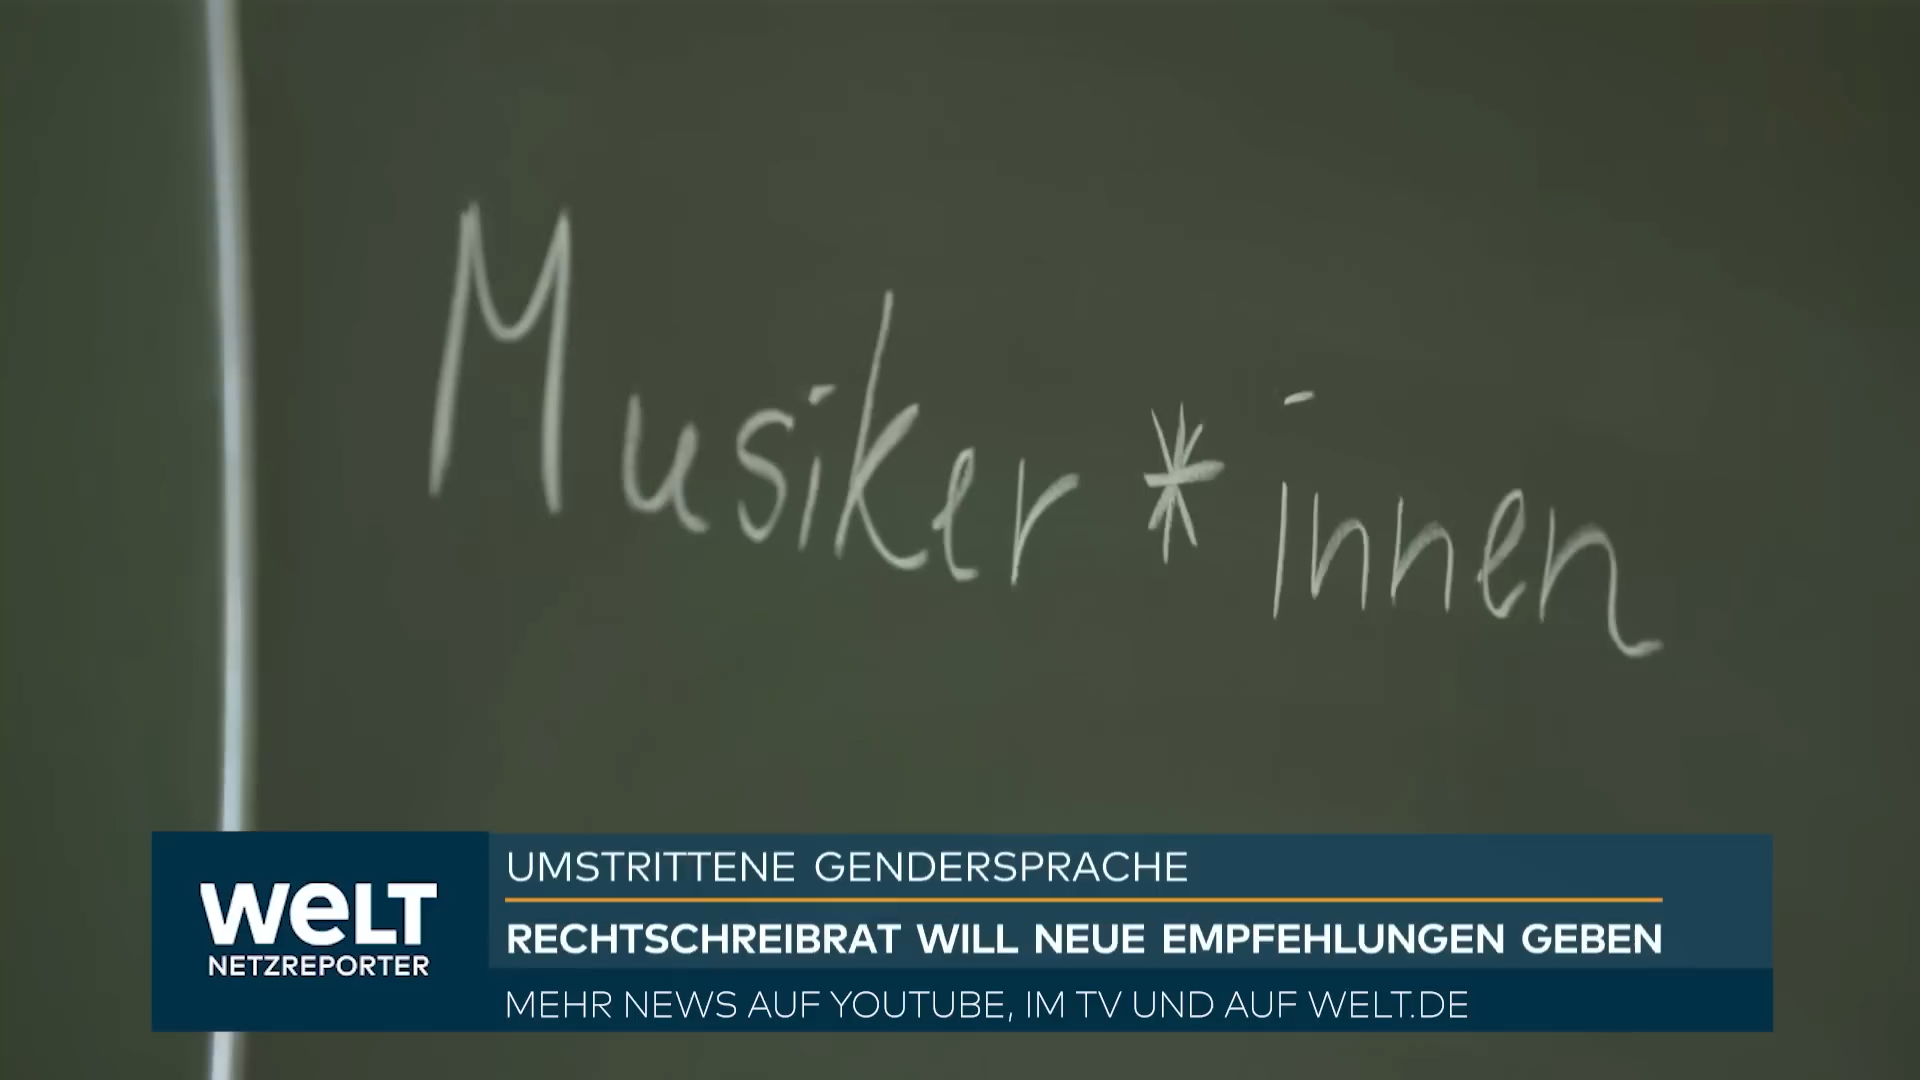 Musiker*innen
UMSTRITTENE GENDERSPRACHE
RECHTSCHREIBRAT WILL NEUE EMPFEHLUNGEN GEBEN
WELT
NETZREPORTER
MEHR NEWS AUF YOUTUBE, IM TV UND AUF WELT.DE